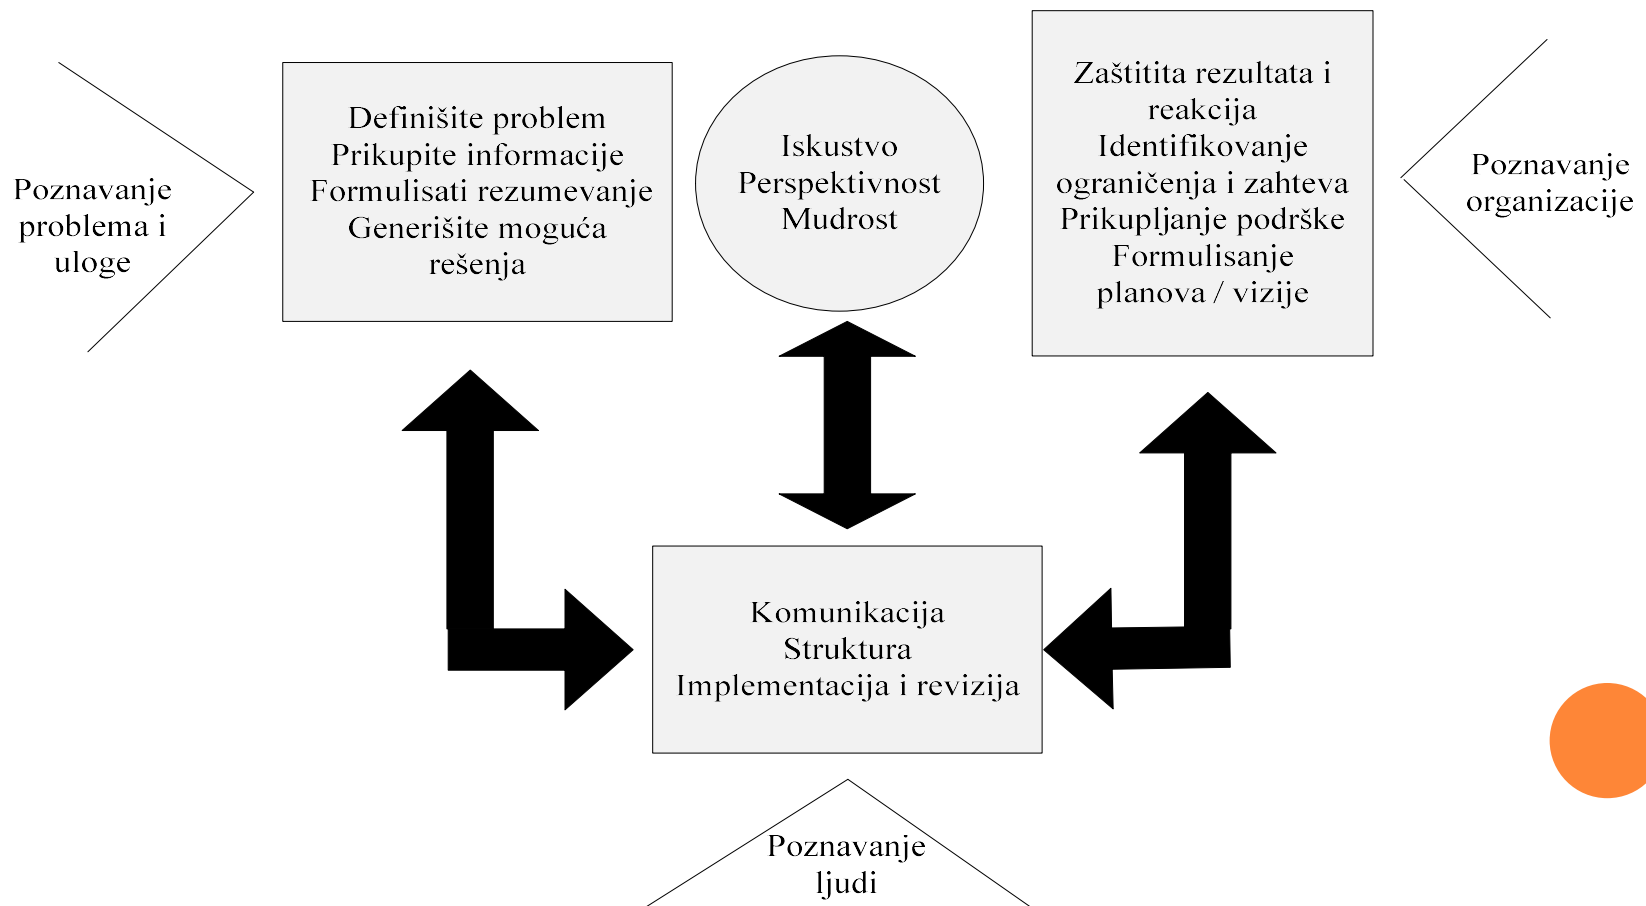 Poznavanje
problema i
uloge
Definišite problem
Prikupite informacije
Formulisati rezumevanje
Generišite moguća
rešenja
Iskustvo
Perspektivnost
Mudrost
Zaštitita rezultata i
reakcija
Identifikovanje
ograničenja i zahteva
Prikupljanje podrške
Formulisanje
planova / vizije
Poznavanje
organizacije
Komunikacija
Struktura
Implementacija i revizija
Poznavanje
ljudi